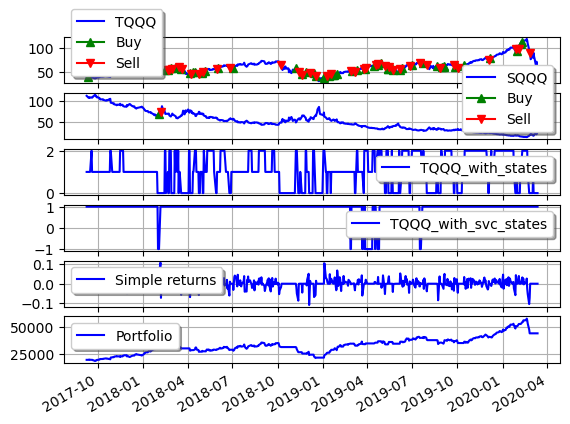 TQQQ
Buy
Sell
100
50
SQQQ
Buy
Sell
100
50
2
0
TQQQ_with_states
1
0
−1
TQQQ_with_svc_states
0.1
0.0
−0.1
Simple returns
50000
25000
Portfolio
2017-10 2018-01 2018-04 2018-07 2018-10 2019-01 2019-04 2019-07 2019-10 2020-01 2020-04